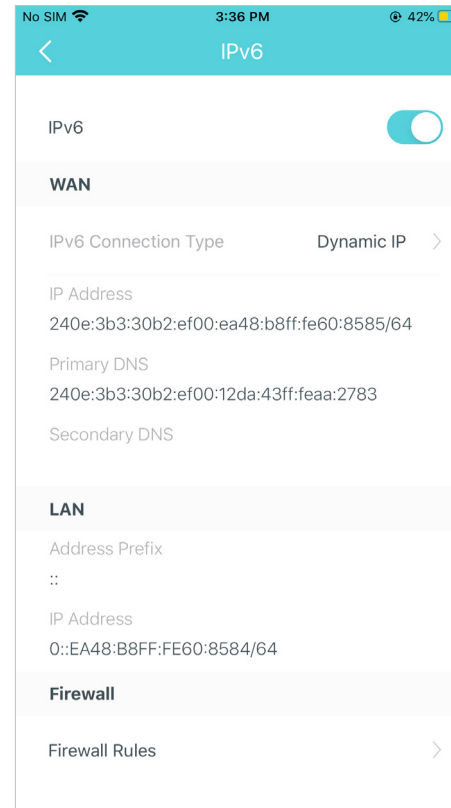 No SIM 3:36 PM 42%
IPv6
IPv6
WAN
IPv6 Connection Type Dynamic IP
IP Address
240e:3b3:30b2:ef00:ea48:b8ff:fe60:8585/64
Primary DNS
240e:3b3:30b2:ef00:12da:43ff:feaa:2783
Secondary DNS
LAN
Address Prefix
::
IP Address
0::EA48:B8FF:FE60:8584/64
Firewall
Firewall Rules